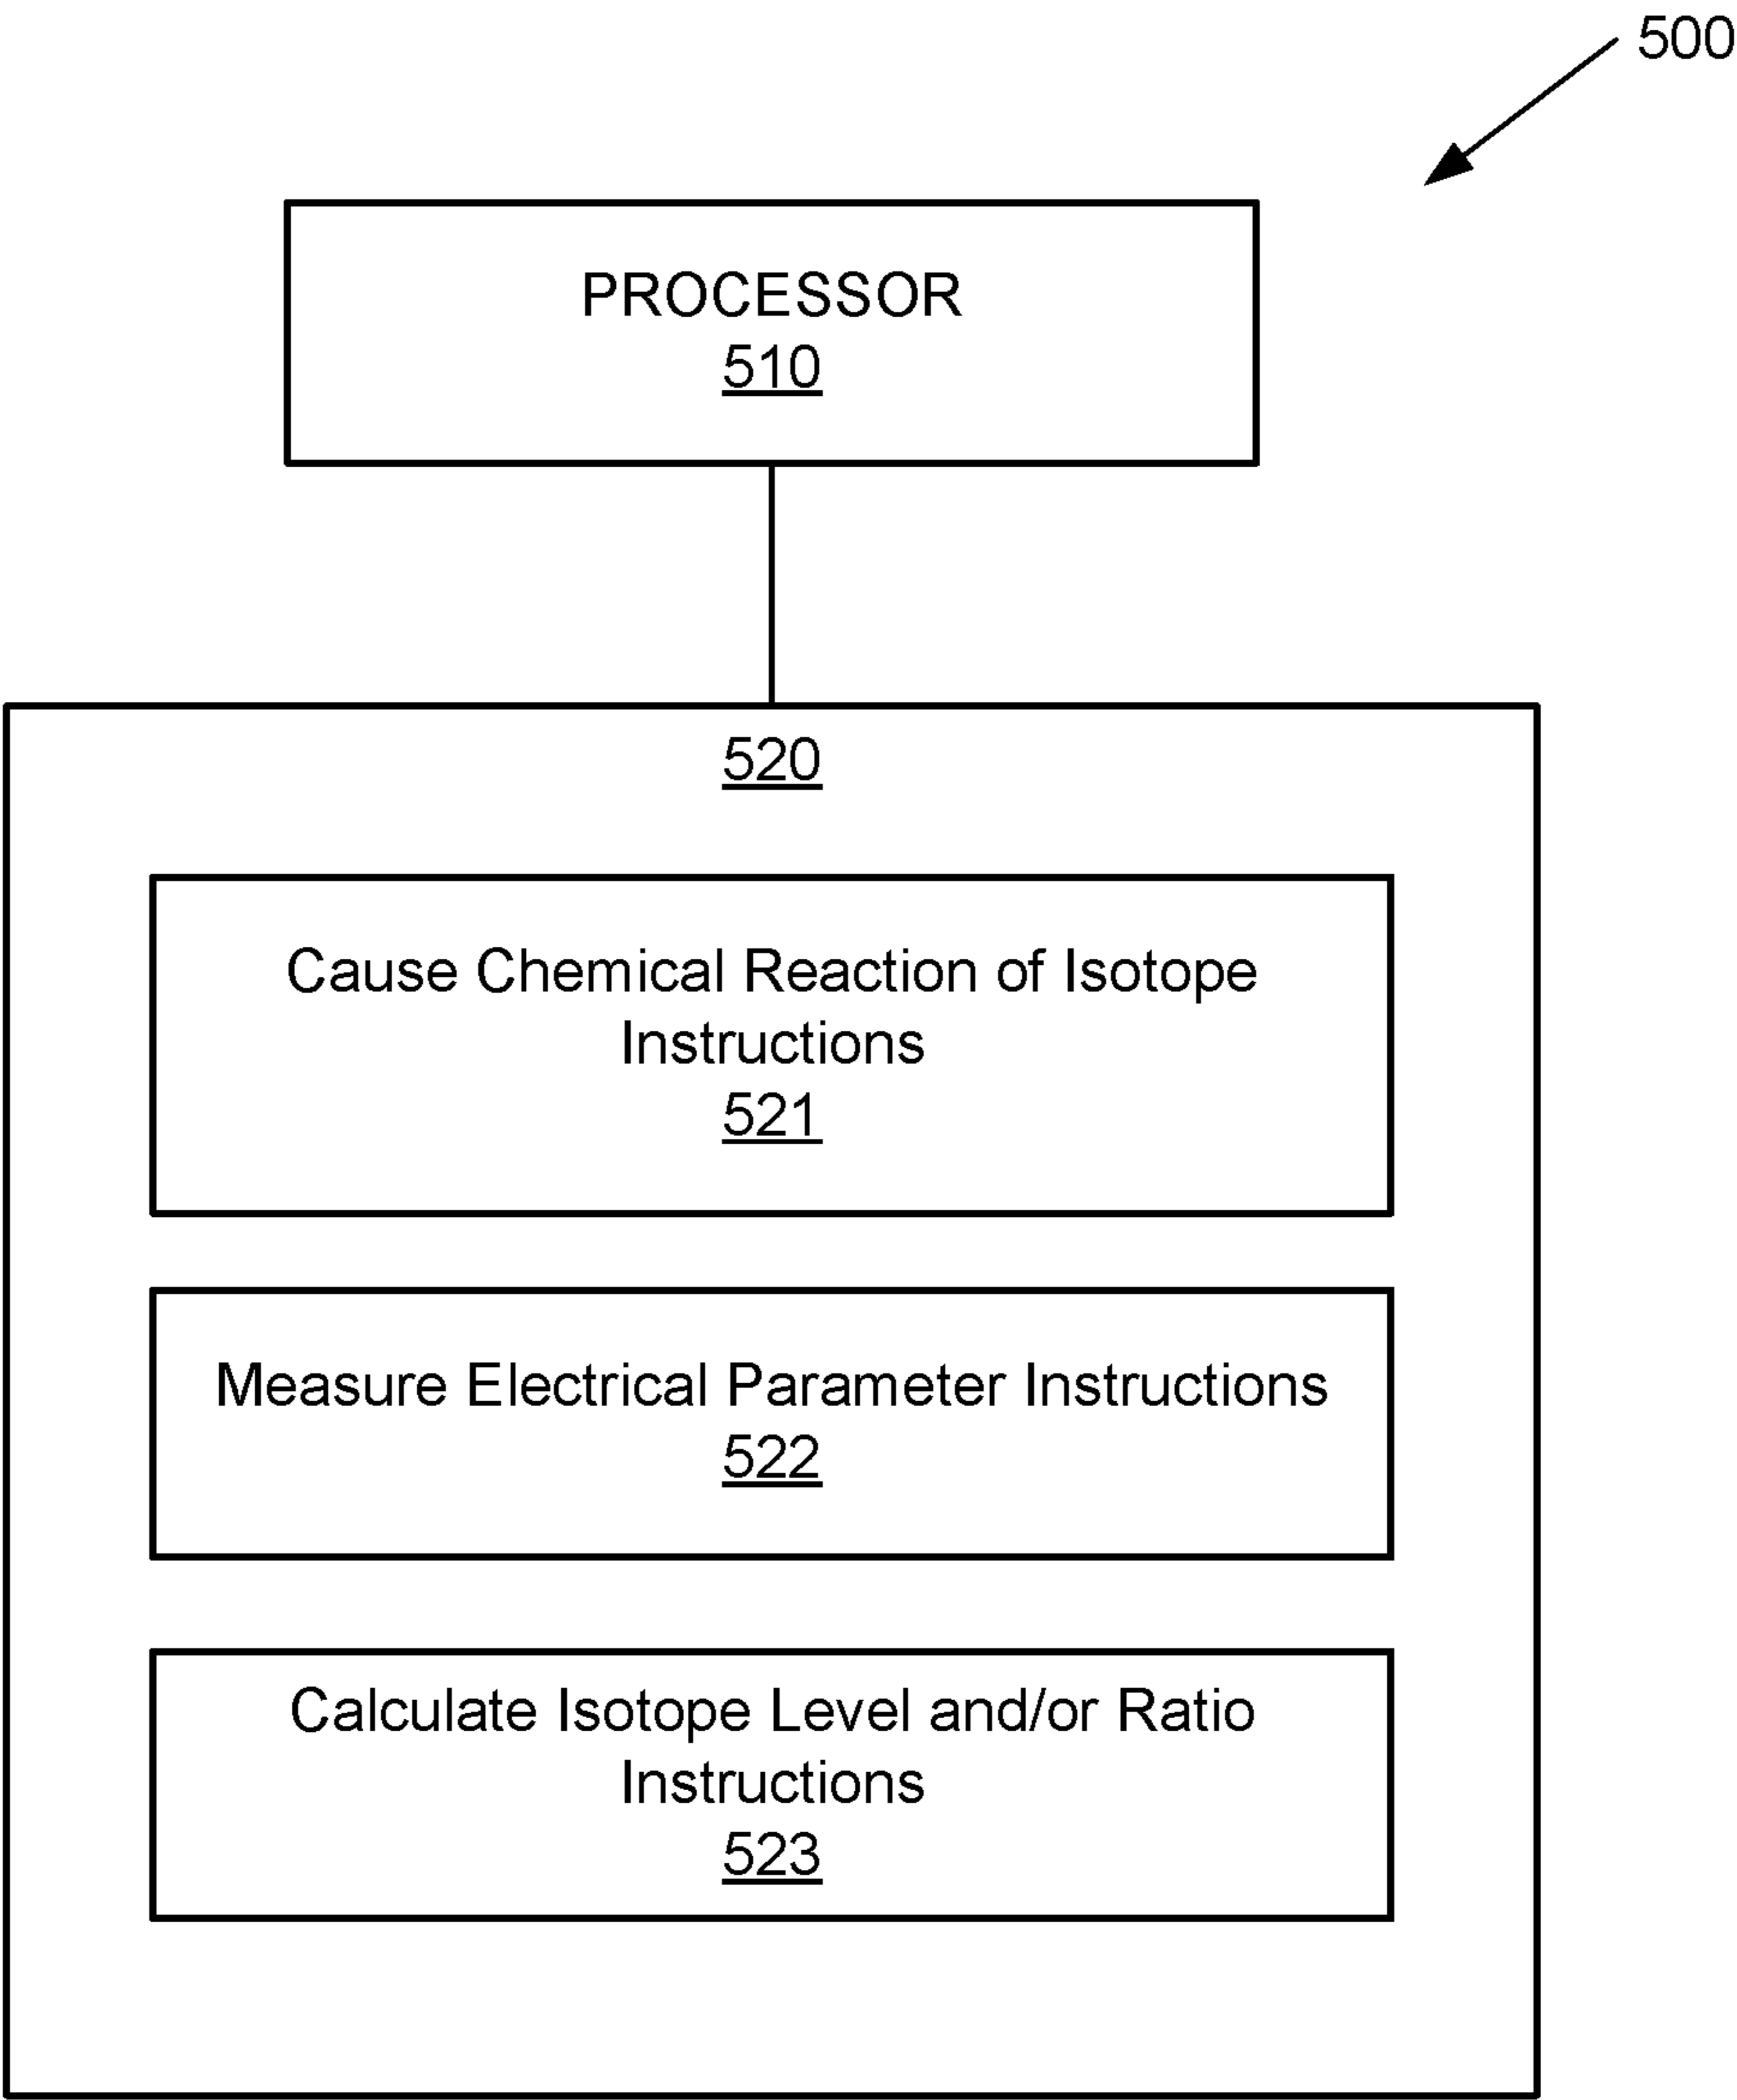 500
PROCESSOR
510
520
Cause Chemical Reaction of Isotope
Instructions
521
Measure Electrical Parameter Instructions
522
Calculate Isotope Level and/or Ratio
Instructions
523